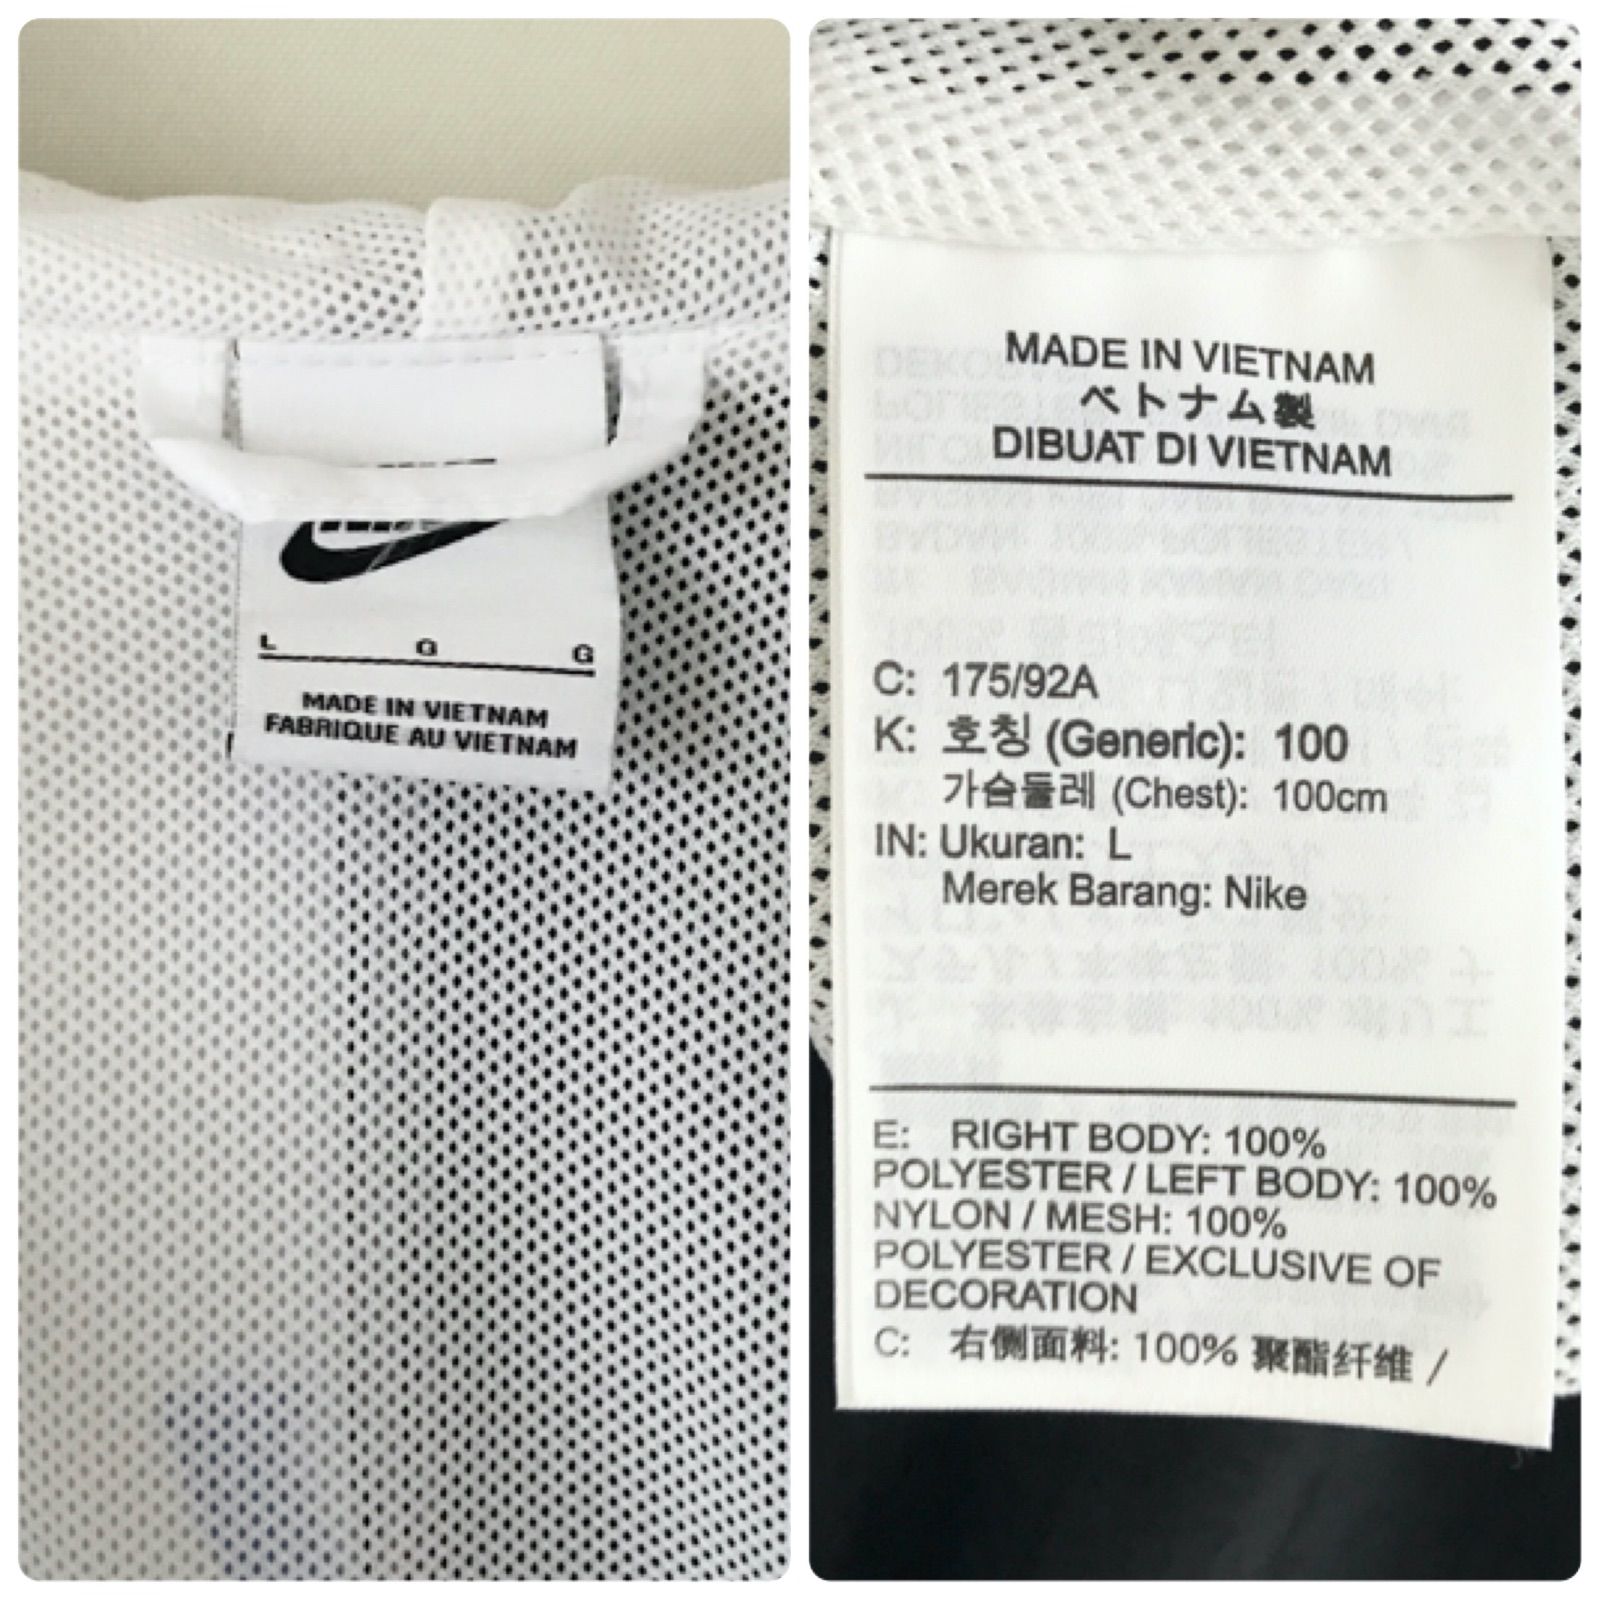 L G G
MADE IN VIETNAM
FABRIQUE AU VIETNAM
MADE IN VIETNAM
ベトナム製
DIBUAT DI VIETNAM
C: 175/92A
K: 호칭 (Generic): 100
가슴둘레 (Chest): 100cm
IN: Ukuran: L
Merek Barang: Nike
E: RIGHT BODY: 100%
POLYESTER / LEFT BODY: 100%
NYLON / MESH: 100%
POLYESTER / EXCLUSIVE OF
DECORATION
C: 右侧面料: 100% 聚酯纤维 /